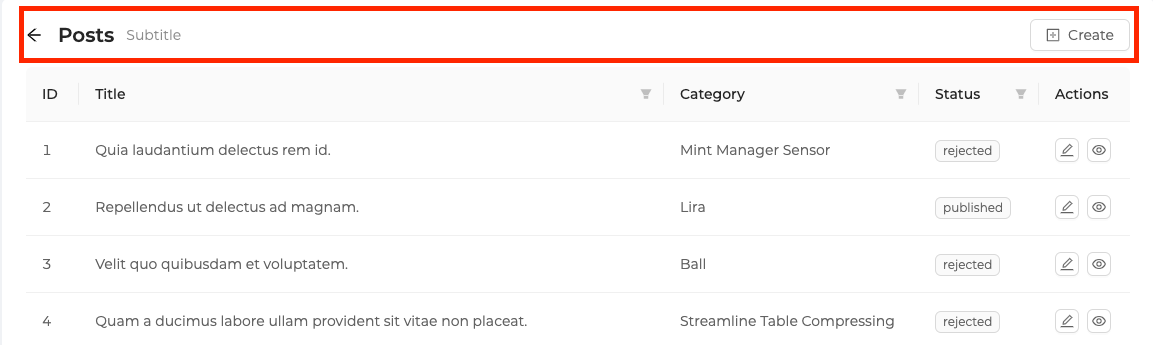 Posts Subtitle Create
ID Title Category Status Actions
1 Quia laudantium delectus rem id. Mint Manager Sensor rejected
2 Repellendus ut delectus ad magnam. Lira published
3 Velit quo quibusdam et voluptatem. Ball rejected
4 Quam a ducimus labore ullam provident sit vitae non placeat. Streamline Table Compressing rejected